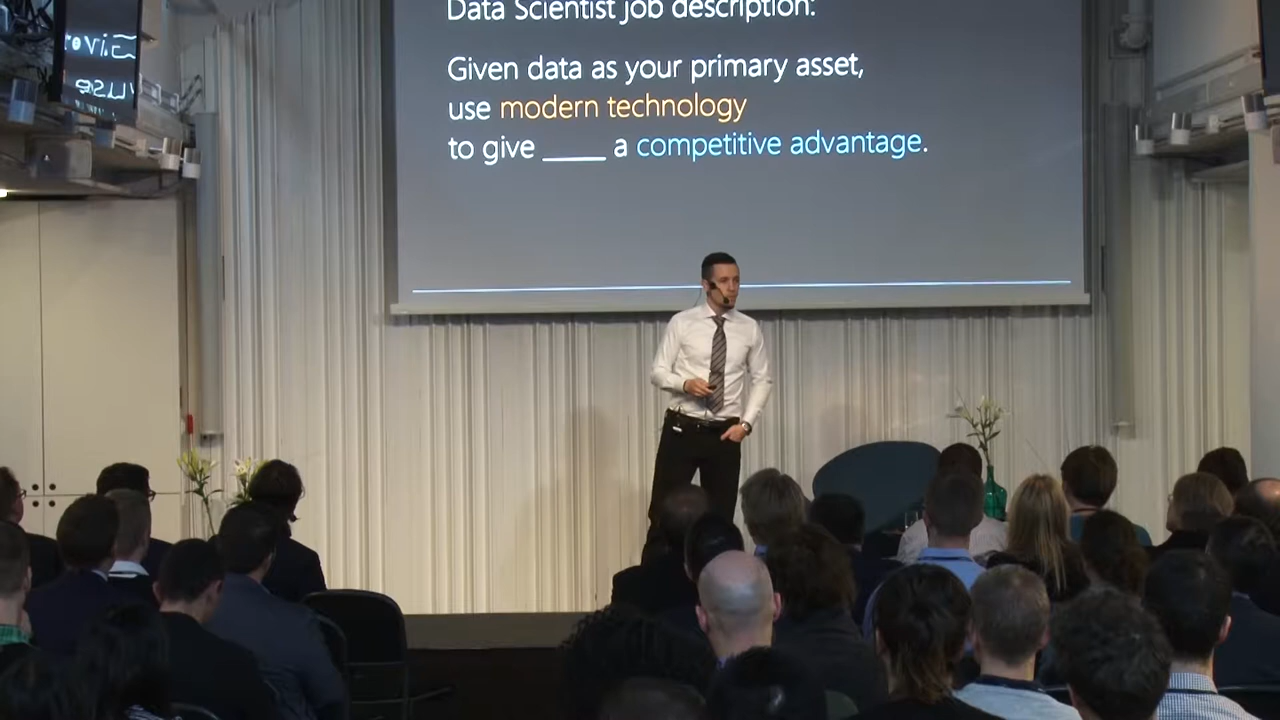 Data Scientist job description:
Given data as your primary asset,
use modern technology
to give _____ a competitive advantage.